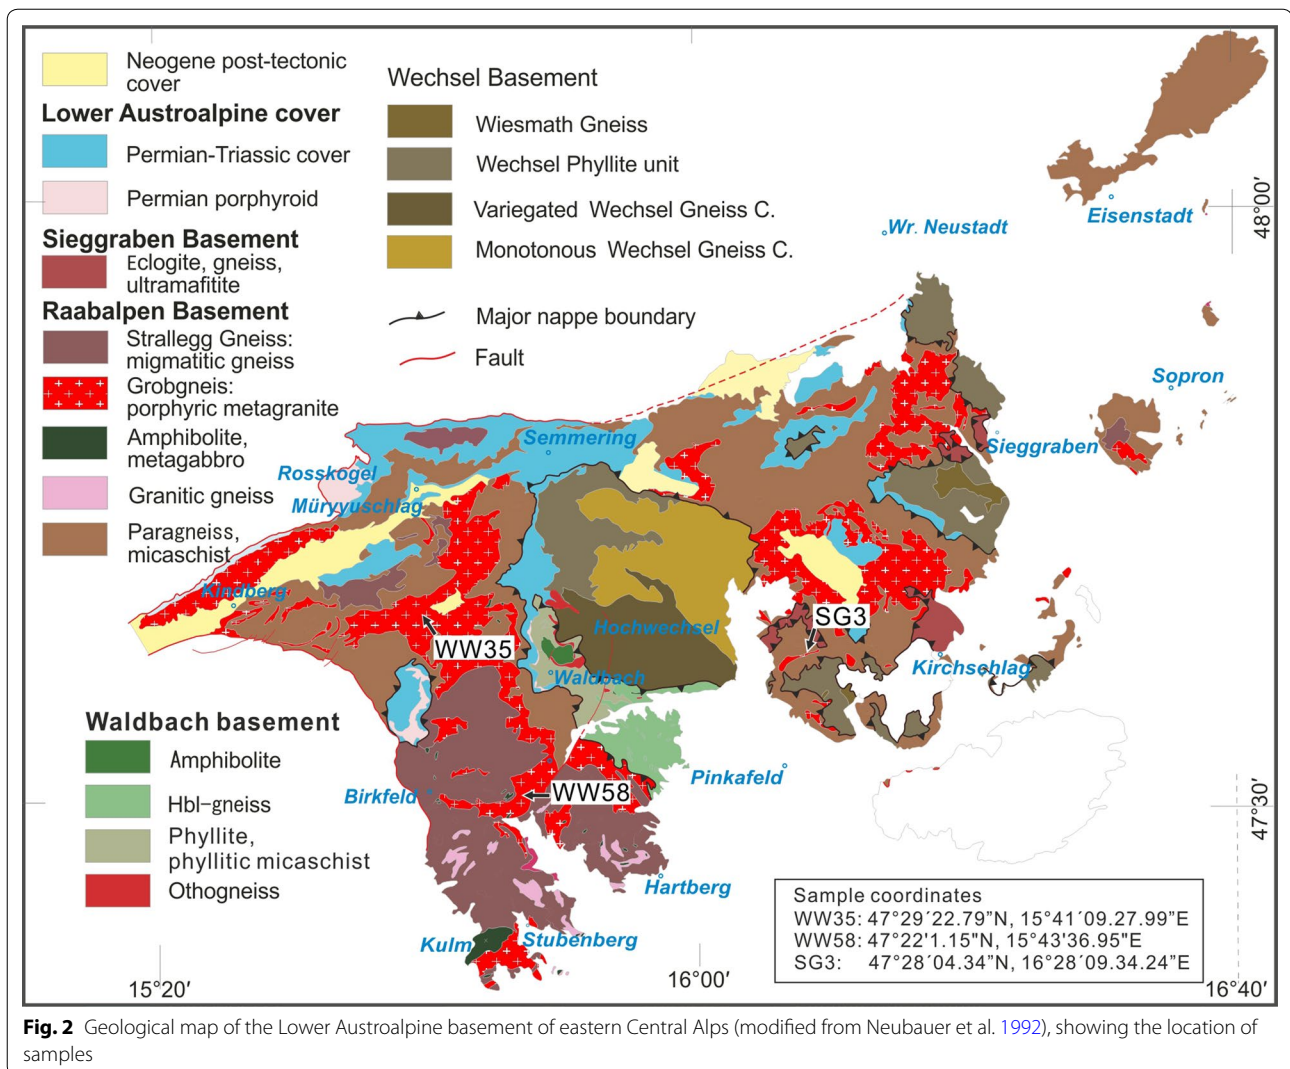 Neogene post-tectonic
cover
Lower Austroalpine cover
Permian-Triassic cover
Permian porphyroid
Sieggraben Basement
Eclogite, gneiss,
ultramafitite
Raabalpen Basement
Strallegg Gneiss:
migmatitic gneiss
Grobgneis:
porphyric metagranite
Amphibolite,
metagabbro
Granitic gneiss
Paragneiss,
micaschist
Wechsel Basement
Wiesmath Gneiss
Wechsel Phyllite unit
Variegated Wechsel Gneiss C.
Monotonous Wechsel Gneiss C.
Major nappe boundary
Fault
Waldbach basement
Amphibolite
Hbl-gneiss
Phyllite,
phyllitic micaschist
Othogneiss
Eisenstadt
Wr. Neustadt
48°00′
Sopron
Sieggraben
Semmering
Rosskogel
Müryyuschlag
Kindberg
WW35
Hochwechsel
SG3
Waldbach
Kirchschlag
Pinkafeld
Birkfeld
WW58
47°30′
Hartberg
Kulm
Stubenberg
15°20′
16°00′
16°40′
Sample coordinates
WW35: 47°29´22.79”N, 15°41´09.27.99”E
WW58: 47°22'1.15"N, 15°43'36.95"E
SG3: 47°28´04.34”N, 16°28´09.34.24”E
Fig. 2 Geological map of the Lower Austroalpine basement of eastern Central Alps (modified from Neubauer et al. 1992), showing the location of
samples